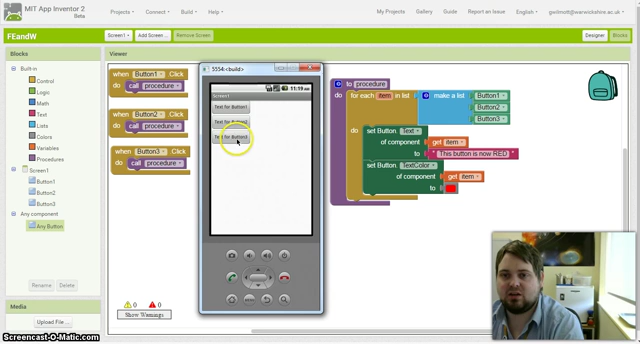 MIT App Inventor 2
Beta
Projects Connect Build Help
My Projects Gallery Guide Report an Issue English gwilmott@warwickshire.ac.uk
FEandW
Screen1 Add Screen ... Remove Screen
Designer Blocks
Blocks
Viewer
Built-in
Control
Logic
Math
Text
Lists
Colors
Variables
Procedures
Screen1
Button1
Button2
Button3
Any component
Any Button
Rename Delete
Media
Upload File ...
when Button1 .Click
do call procedure
when Button2 .Click
do call procedure
when Button3 .Click
do call procedure
0 0
Show Warnings
5554:<build>
11:19 AM
Screen1
Text for Button1
Text for Button2
Text for Button3
to procedure
do for each item in list make a list Button1
Button2
Button3
do set Button. Text
of component get item
to "This button is now RED"
set Button. TextColor
of component get item
to
Screencast-O-Matic.com